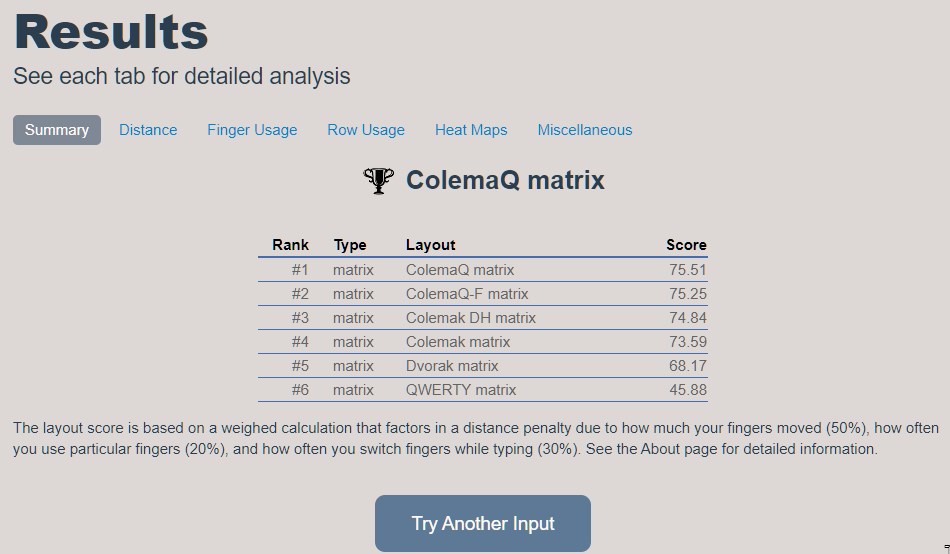 Results
See each tab for detailed analysis
Summary Distance Finger Usage Row Usage Heat Maps Miscellaneous
ColemaQ matrix
Rank Type Layout Score
#1 matrix ColemaQ matrix 75.51
#2 matrix ColemaQ-F matrix 75.25
#3 matrix Colemak DH matrix 74.84
#4 matrix Colemak matrix 73.59
#5 matrix Dvorak matrix 68.17
#6 matrix QWERTY matrix 45.88
The layout score is based on a weighed calculation that factors in a distance penalty due to how much your fingers moved (50%), how often
you use particular fingers (20%), and how often you switch fingers while typing (30%). See the About page for detailed information.
Try Another Input